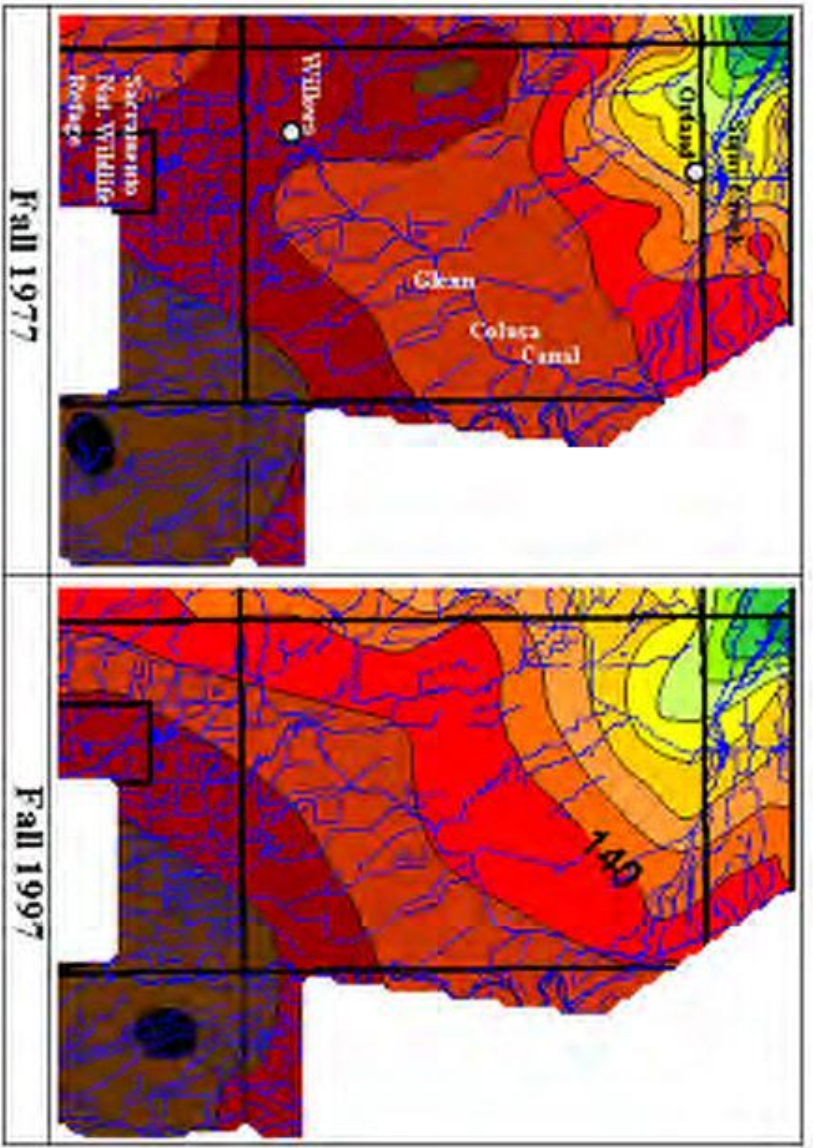 Orland
Willows
Sacramento
Nat. Wildlife
Refuge
Glenn
Colusa
Canal
Fall 1977
140
Fall 1997